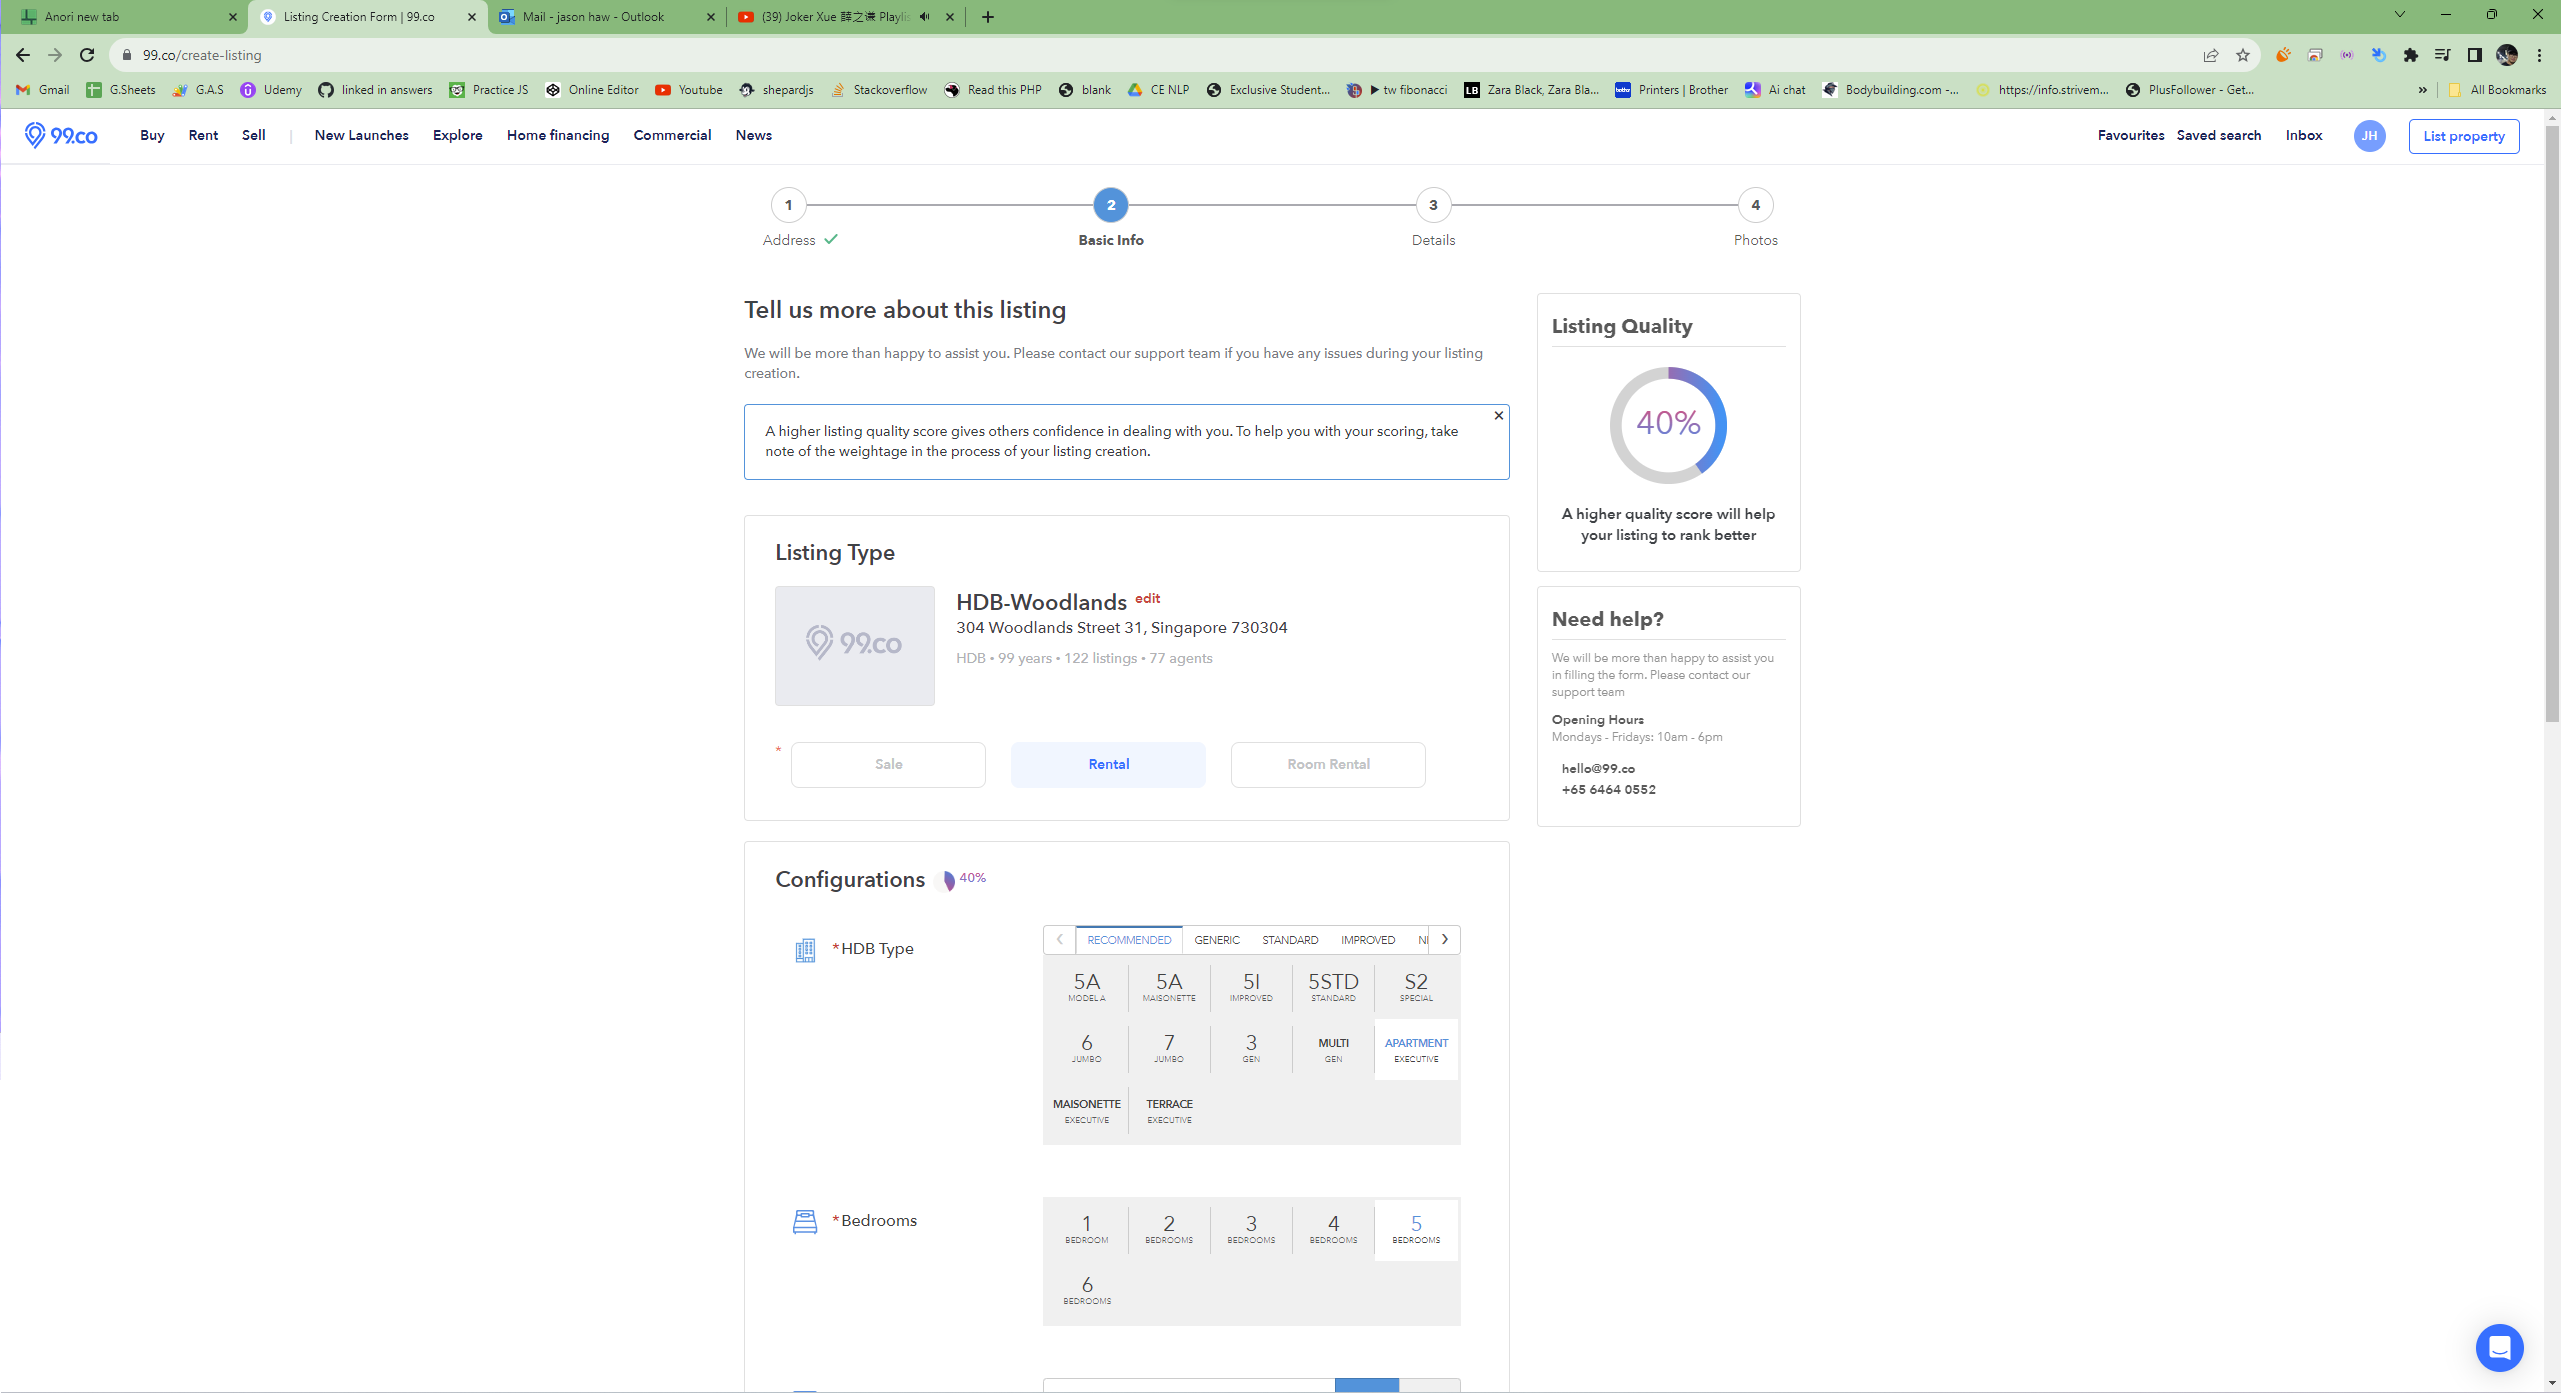 Anori new tab
Listing Creation Form | 99.co
Mail - jason haw - Outlook
(39) Joker Xue 薛之谦 Playlis
99.co/create-listing
Gmail
G.Sheets
G.A.S
Udemy
linked in answers
Practice JS
Online Editor
Youtube
shepardjs
Stackoverflow
Read this PHP
blank
CE NLP
Exclusive Student...
▶ tw fibonacci
Zara Black, Zara Bla...
Printers | Brother
Ai chat
Bodybuilding.com -...
https://info.strivem...
PlusFollower - Get...
»
All Bookmarks
99.co
Buy
Rent
Sell
|
New Launches
Explore
Home financing
Commercial
News
Favourites
Saved search
Inbox
JH
List property
1
2
3
4
Address
Basic Info
Details
Photos
Tell us more about this listing
We will be more than happy to assist you. Please contact our support team if you have any issues during your listing
creation.
A higher listing quality score gives others confidence in dealing with you. To help you with your scoring, take
note of the weightage in the process of your listing creation.
Listing Quality
40%
A higher quality score will help
your listing to rank better
Listing Type
99.co
HDB-Woodlands edit
304 Woodlands Street 31, Singapore 730304
HDB • 99 years • 122 listings • 77 agents
* Sale
Rental
Room Rental
Need help?
We will be more than happy to assist you
in filling the form. Please contact our
support team
Opening Hours
Mondays - Fridays: 10am - 6pm
hello@99.co
+65 6464 0552
Configurations 40%
*HDB Type
RECOMMENDED
GENERIC
STANDARD
IMPROVED
5A
MODEL A
5A
MAISONETTE
5I
IMPROVED
5STD
STANDARD
S2
SPECIAL
6
JUMBO
7
JUMBO
3
GEN
MULTI
GEN
APARTMENT
EXECUTIVE
MAISONETTE
EXECUTIVE
TERRACE
EXECUTIVE
*Bedrooms
1
BEDROOM
2
BEDROOMS
3
BEDROOMS
4
BEDROOMS
5
BEDROOMS
6
BEDROOMS